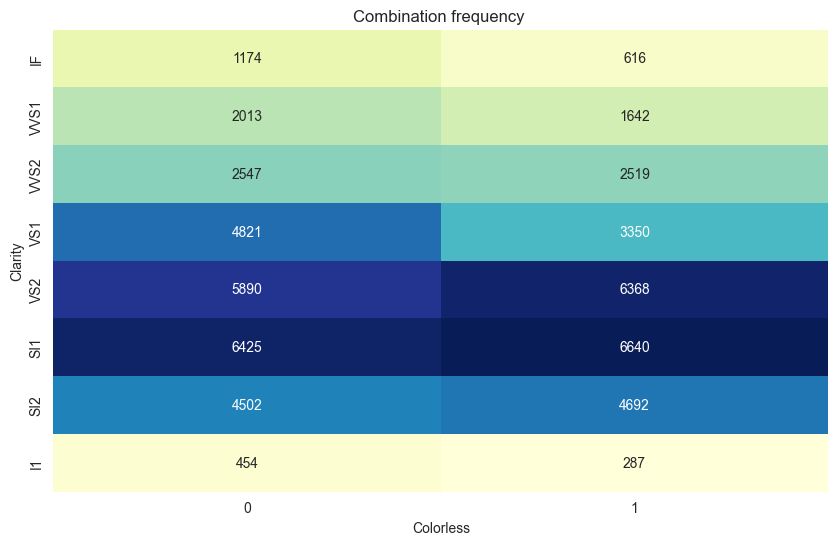 Combination frequency
IF 1174 616
VVS1 2013 1642
VVS2 2547 2519
VS1 4821 3350
Clarity
VS2 5890 6368
SI1 6425 6640
SI2 4502 4692
I1 454 287
0 1
Colorless